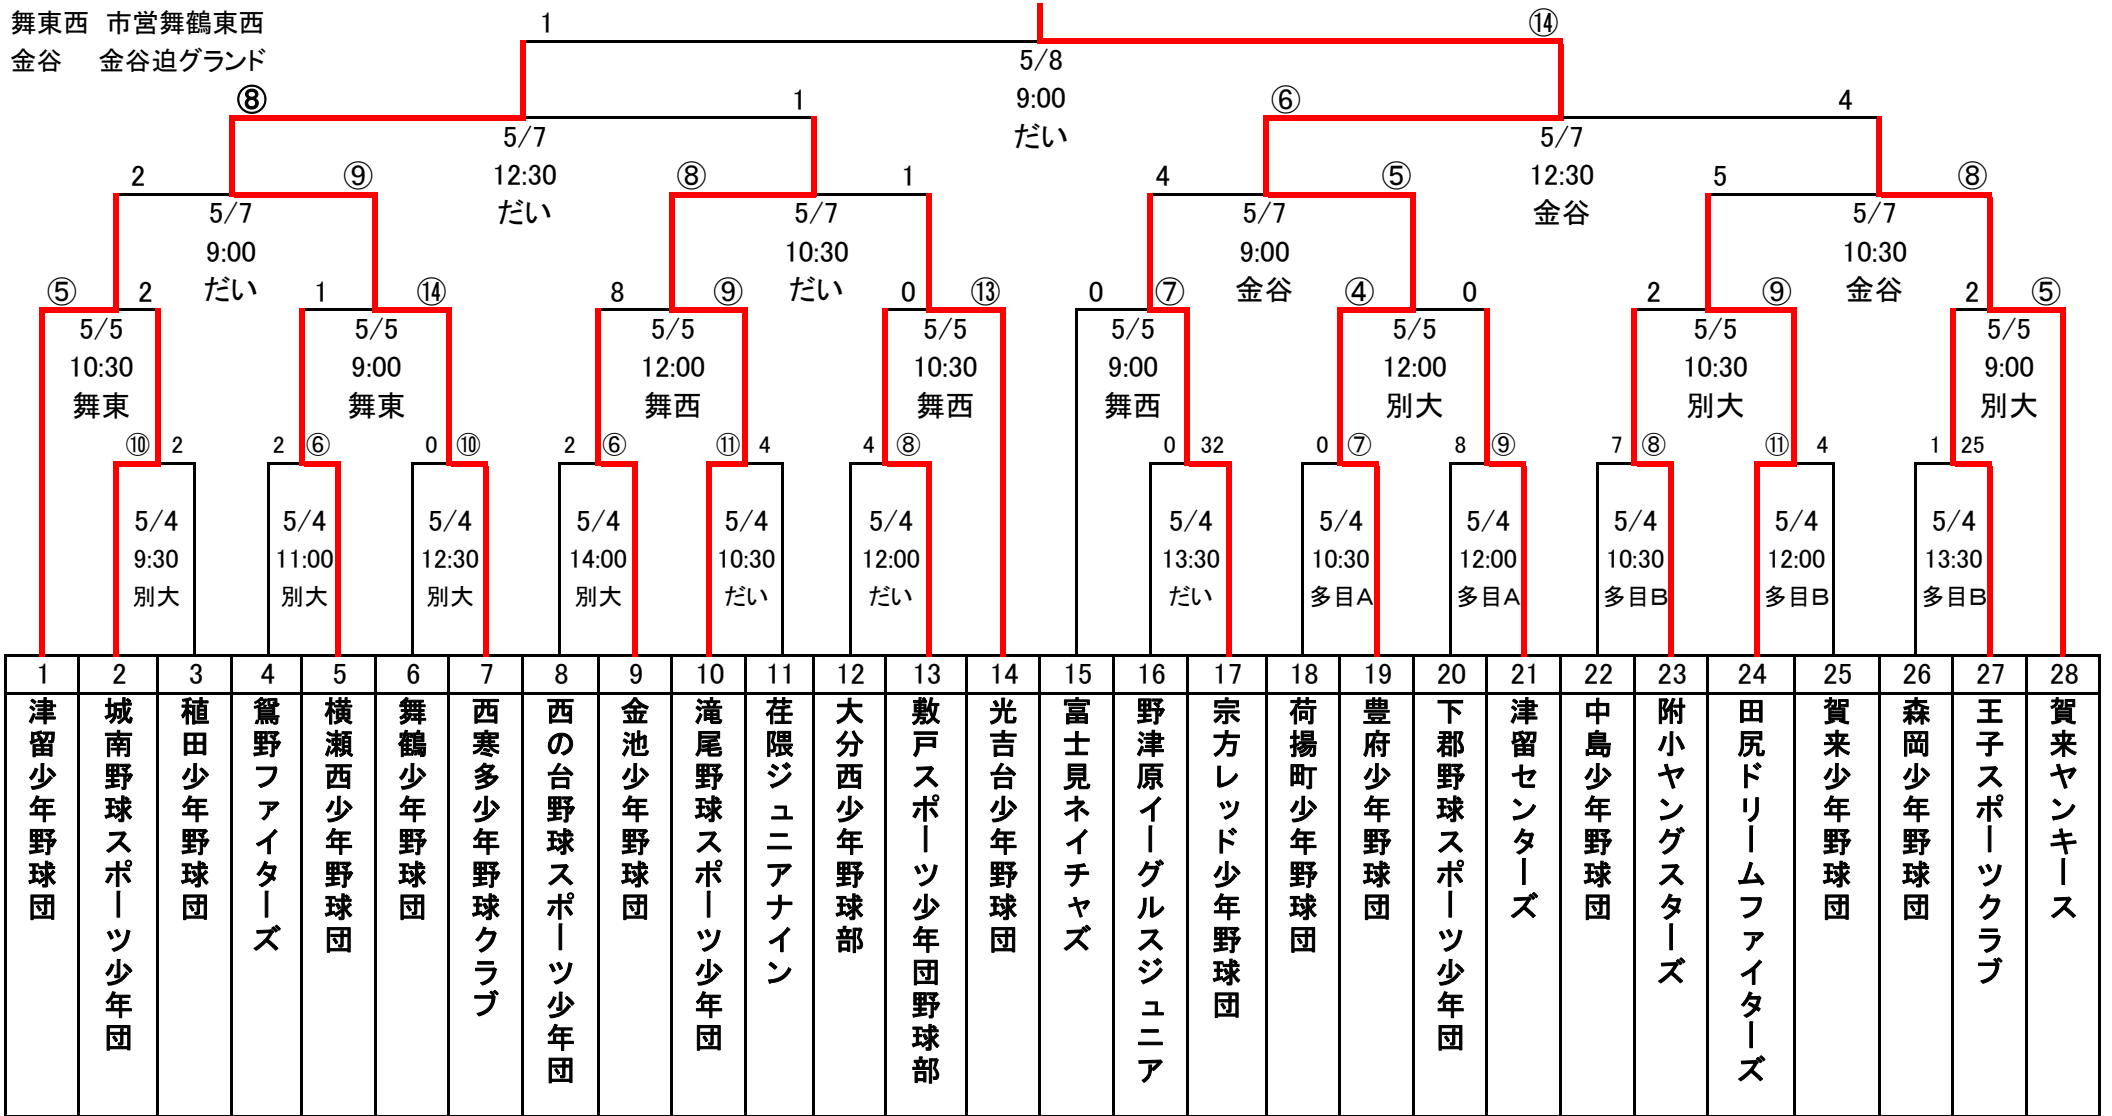 舞東西 市営舞鶴東西
金谷 金谷迫グランド
1 ⑭
5/8
9:00
だい
⑧ 1 ⑥ 4
5/7 5/7
12:30 12:30
だい 金谷
2 ⑨ ⑧ 1 4 ⑤ 5 ⑧
5/7 5/7 5/7 5/7
9:00 10:30 9:00 10:30
だい だい 金谷 金谷
⑤ 2 1 ⑭ 8 ⑨ 0 ⑬ 0 ⑦ ④ 0 2 ⑨ 2 ⑤
5/5 5/5 5/5 5/5 5/5 5/5 5/5 5/5
10:30 9:00 12:00 10:30 9:00 12:00 10:30 9:00
舞東 舞東 舞西 舞西 舞西 別大 別大 別大
⑩ 2 2 ⑥ 0 ⑩ 2 ⑥ ⑪ 4 4 ⑧ 0 32 0 ⑦ 8 ⑨ 7 ⑧ ⑪ 4 1 25
5/4 5/4 5/4 5/4 5/4 5/4 5/4 5/4 5/4 5/4 5/4 5/4
9:30 11:00 12:30 14:00 10:30 12:00 13:30 10:30 12:00 10:30 12:00 13:30
別大 別大 別大 別大 だい だい だい 多目A 多目A 多目B 多目B 多目B
1 2 3 4 5 6 7 8 9 10 11 12 13 14 15 16 17 18 19 20 21 22 23 24 25 26 27 28
津留少年野球団
城南野球スポーツ少年団
稙田少年野球団
鴛野ファイターズ
横瀬西少年野球団
舞鶴少年野球団
西寒多少年野球クラブ
西の台野球スポーツ少年団
金池少年野球団
滝尾野球スポーツ少年団
荏隈ジュニアナイン
大分西少年野球部
敷戸スポーツ少年団野球部
光吉台少年野球団
富士見ネイチャズ
野津原イーグルスジュニア
宗方レッド少年野球団
荷揚町少年野球団
豊府少年野球団
下郡野球スポーツ少年団
津留センターズ
中島少年野球団
附小ヤングスターズ
田尻ドリームファイターズ
賀来少年野球団
森岡少年野球団
王子スポーツクラブ
賀来ヤンキース